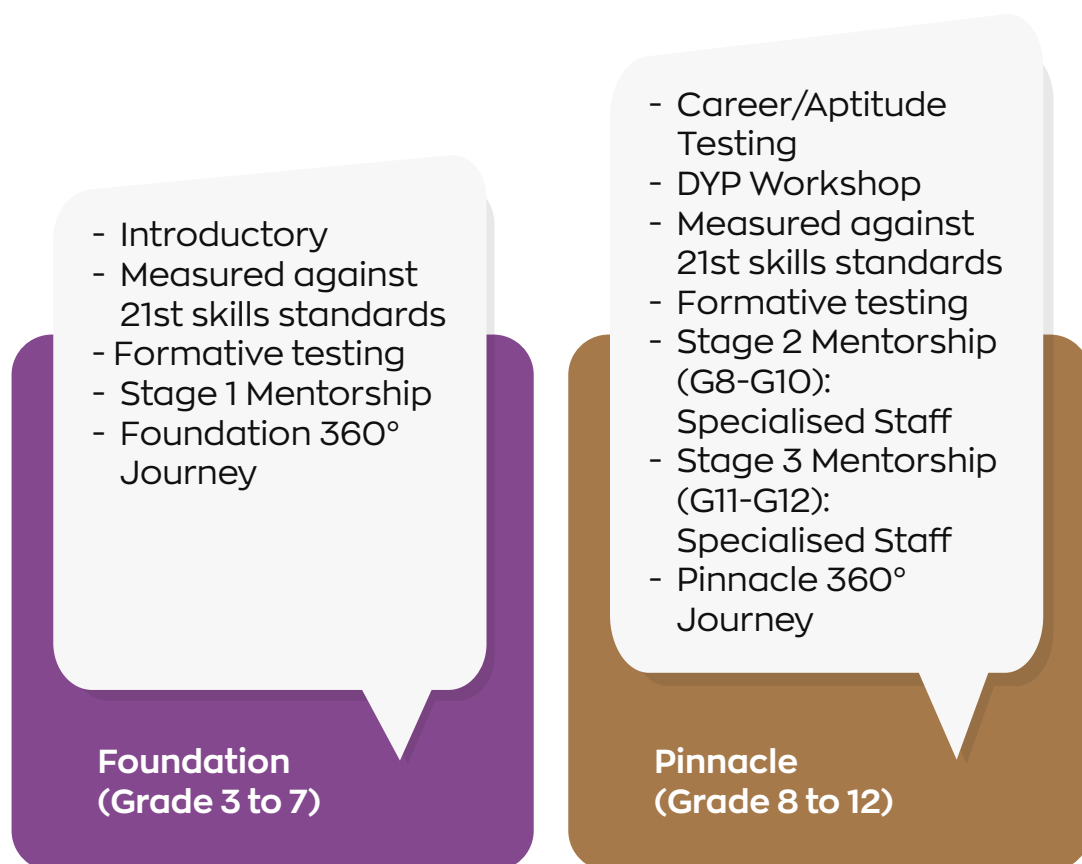 - Introductory
- Measured against
21st skills standards
- Formative testing
- Stage 1 Mentorship
- Foundation 360°
Journey
Foundation
(Grade 3 to 7)
- Career/Aptitude
Testing
- DYP Workshop
- Measured against
21st skills standards
- Formative testing
- Stage 2 Mentorship
(G8-G10):
Specialised Staff
- Stage 3 Mentorship
(G11-G12):
Specialised Staff
- Pinnacle 360°
Journey
Pinnacle
(Grade 8 to 12)